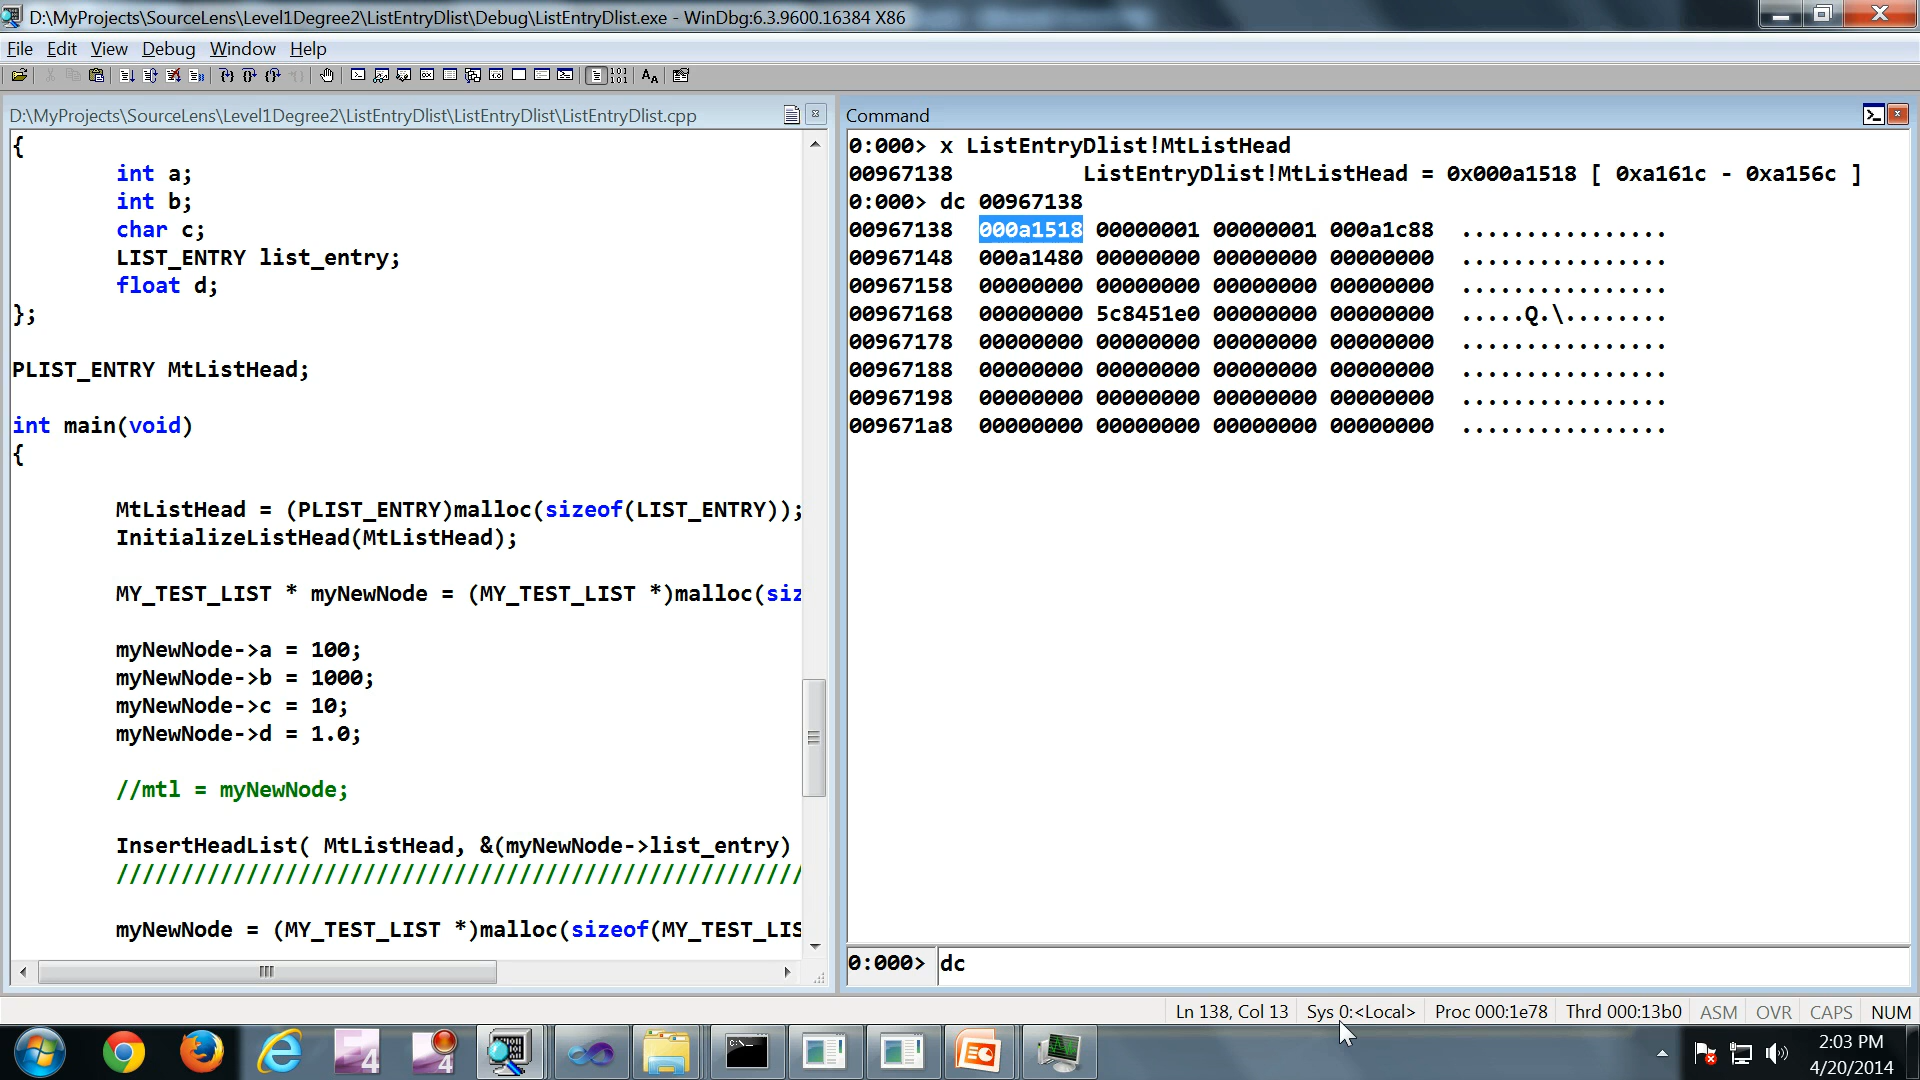 D:\MyProjects\SourceLens\Level1Degree2\ListEntryDlist\Debug\ListEntryDlist.exe - WinDbg:6.3.9600.16384 X86
File Edit View Debug Window Help
D:\MyProjects\SourceLens\Level1Degree2\ListEntryDlist\ListEntryDlist\ListEntryDlist.cpp
{
int a;
int b;
char c;
LIST_ENTRY list_entry;
float d;
};
PLIST_ENTRY MtListHead;
int main(void)
{
MtListHead = (PLIST_ENTRY)malloc(sizeof(LIST_ENTRY));
InitializeListHead(MtListHead);
MY_TEST_LIST * myNewNode = (MY_TEST_LIST *)malloc(siz
myNewNode->a = 100;
myNewNode->b = 1000;
myNewNode->c = 10;
myNewNode->d = 1.0;
//mtl = myNewNode;
InsertHeadList( MtListHead, &(myNewNode->list_entry)
/////////////////////////////////////////////////////
myNewNode = (MY_TEST_LIST *)malloc(sizeof(MY_TEST_LIS
Command
0:000> x ListEntryDlist!MtListHead
00967138          ListEntryDlist!MtListHead = 0x000a1518 [ 0xa161c - 0xa156c ]
0:000> dc 00967138
00967138  000a1518 00000001 00000001 000a1c88  ................
00967148  000a1480 00000000 00000000 00000000  ................
00967158  00000000 00000000 00000000 00000000  ................
00967168  00000000 5c8451e0 00000000 00000000  .....Q.\........
00967178  00000000 00000000 00000000 00000000  ................
00967188  00000000 00000000 00000000 00000000  ................
00967198  00000000 00000000 00000000 00000000  ................
009671a8  00000000 00000000 00000000 00000000  ................
0:000> dc
Ln 138, Col 13 Sys 0:<Local> Proc 000:1e78 Thrd 000:13b0 ASM OVR CAPS NUM
2:03 PM
4/20/2014